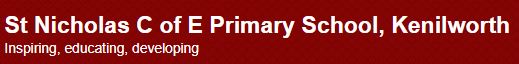 St Nicholas C of E Primary School, Kenilworth
Inspiring, educating, developing